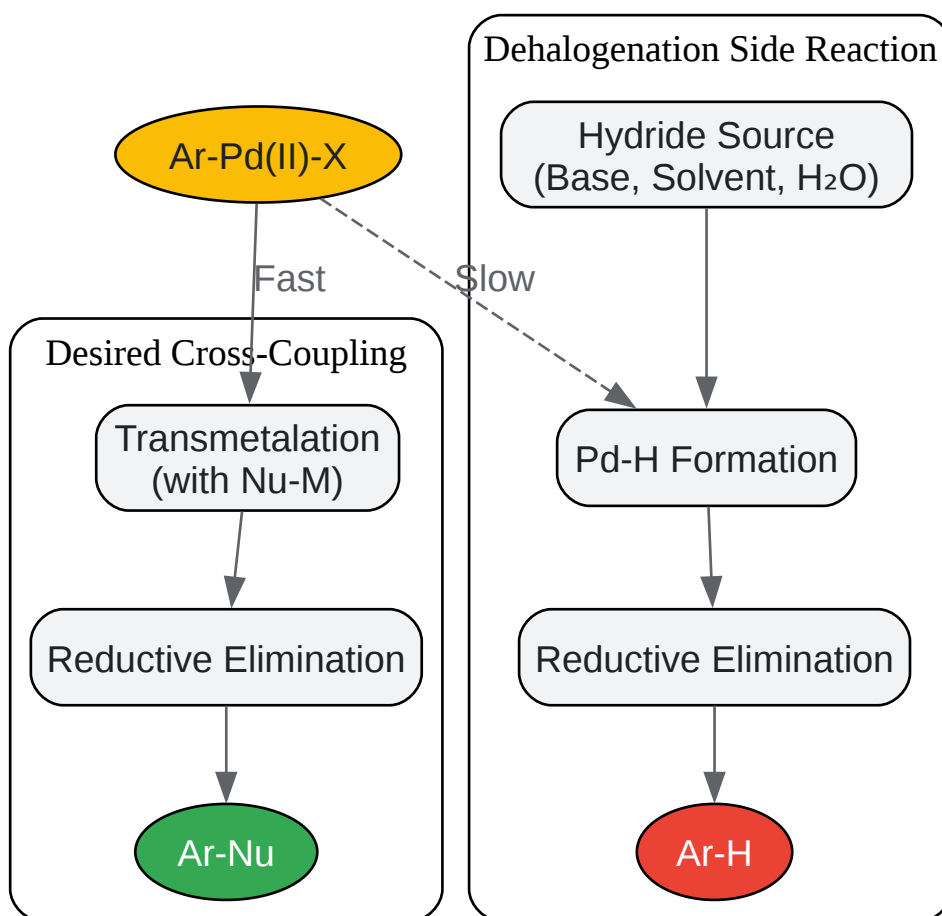 Dehalogenation Side Reaction
Hydride Source
(Base, Solvent, H₂O)
Ar-Pd(II)-X
Fast
Slow
Desired Cross-Coupling
Transmetalation
(with Nu-M)
Pd-H Formation
Reductive Elimination
Reductive Elimination
Ar-Nu
Ar-H